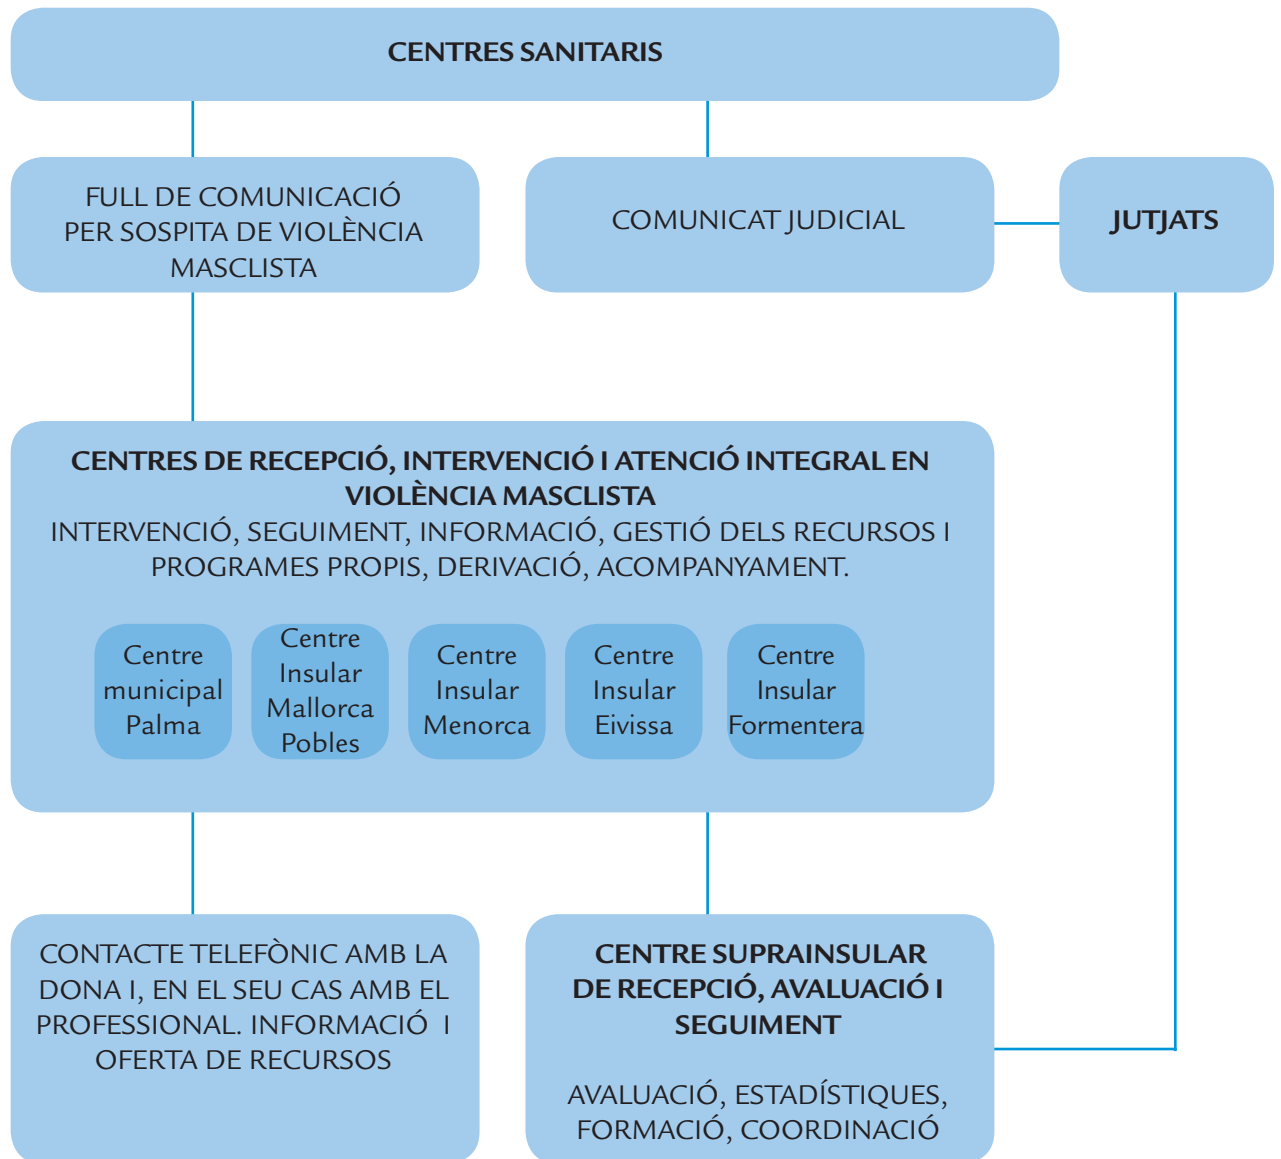 CENTRES SANITARIS
FULL DE COMUNICACIÓ
PER SOSPITA DE VIOLÈNCIA
MASCLISTA
COMUNICAT JUDICIAL
JUTJATS
CENTRES DE RECEPCIÓ, INTERVENCIÓ I ATENCIÓ INTEGRAL EN
VIOLÈNCIA MASCLISTA
INTERVENCIÓ, SEGUIMENT, INFORMACIÓ, GESTIÓ DELS RECURSOS I
PROGRAMES PROPIS, DERIVACIÓ, ACOMPANYAMENT.
Centre
municipal
Palma
Centre
Insular
Mallorca
Pobles
Centre
Insular
Menorca
Centre
Insular
Eivissa
Centre
Insular
Formentera
CONTACTE TELEFÒNIC AMB LA
DONA I, EN EL SEU CAS AMB EL
PROFESSIONAL. INFORMACIÓ I
OFERTA DE RECURSOS
CENTRE SUPRAINSULAR
DE RECEPCIÓ, AVALUACIÓ I
SEGUIMENT
AVALUACIÓ, ESTADÍSTIQUES,
FORMACIÓ, COORDINACIÓ